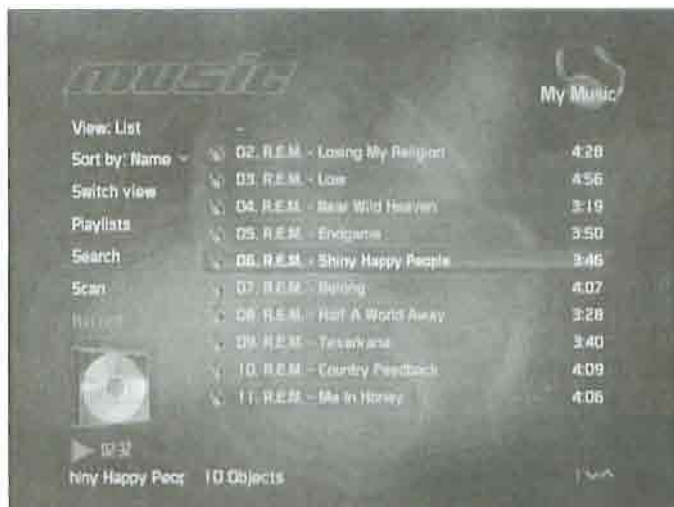 music
My Music
View: List
Sort by: Name
Switch view
Playlists
Search
Scan
-
02. R.E.M. - Losing My Religion 4:28
03. R.E.M. - Low 4:56
04. R.E.M. - Near Wild Heaven 3:19
05. R.E.M. - Endgame 3:50
06. R.E.M. - Shiny Happy People 3:46
07. R.E.M. - Belong 4:07
08. R.E.M. - Half A World Away 3:28
09. R.E.M. - Texarkana 3:40
10. R.E.M. - Country Feedback 4:09
11. R.E.M. - Me In Honey 4:06
02:32
hiny Happy Peop 10 Objects